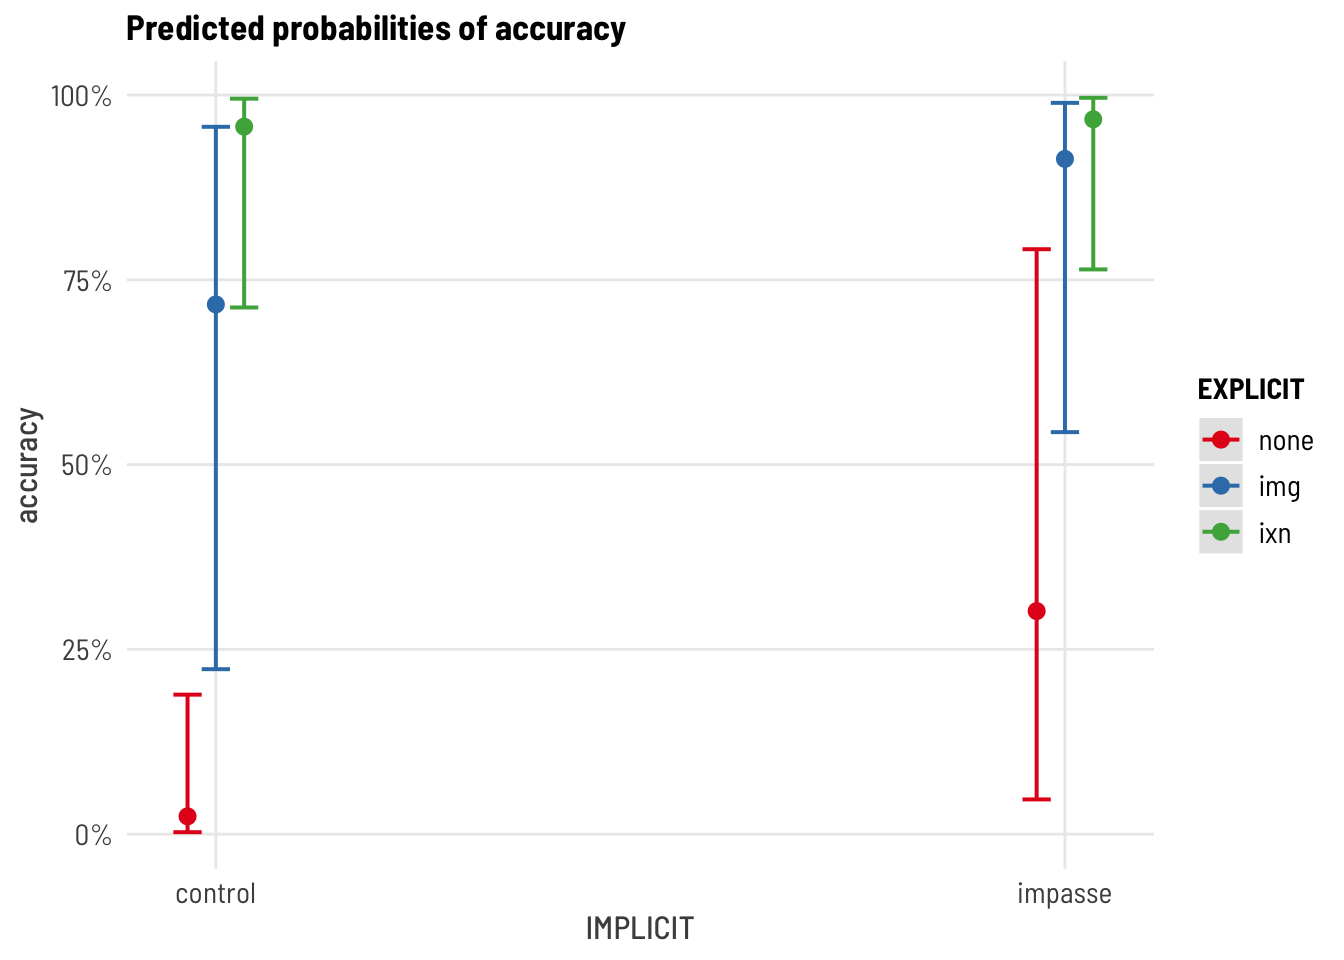 Predicted probabilities of accuracy
100%
75%
50%
25%
0%
accuracy
control
impasse
IMPLICIT
EXPLICIT
none
img
ixn